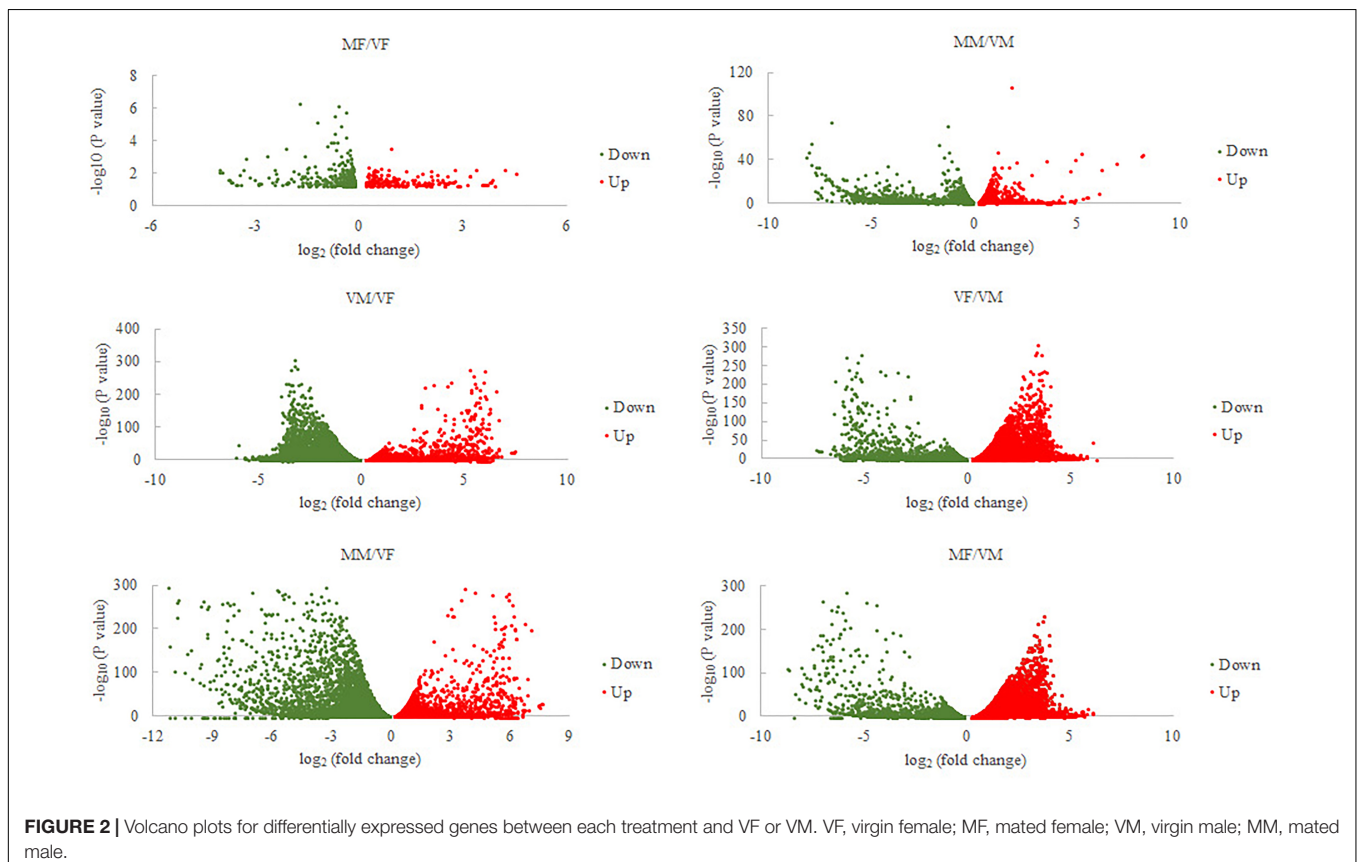 MF/VF
8
6
4
2
0
-6
-3
0
3
6
-log10 (P value)
log2 (fold change)
Down
Up
MM/VM
120
80
40
0
-10
-5
0
5
10
-log10 (P value)
log2 (fold change)
Down
Up
VM/VF
400
300
200
100
0
-10
-5
0
5
10
-log10 (P value)
log2 (fold change)
Down
Up
VF/VM
350
300
250
200
150
100
50
0
-10
-5
0
5
10
-log10 (P value)
log2 (fold change)
Down
Up
MM/VF
300
200
100
0
-12
-9
-6
-3
0
3
6
9
-log10 (P value)
log2 (fold change)
Down
Up
MF/VM
300
200
100
0
-10
-5
0
5
10
-log10 (P value)
log2 (fold change)
Down
Up
FIGURE 2 | Volcano plots for differentially expressed genes between each treatment and VF or VM. VF, virgin female; MF, mated female; VM, virgin male; MM, mated
male.